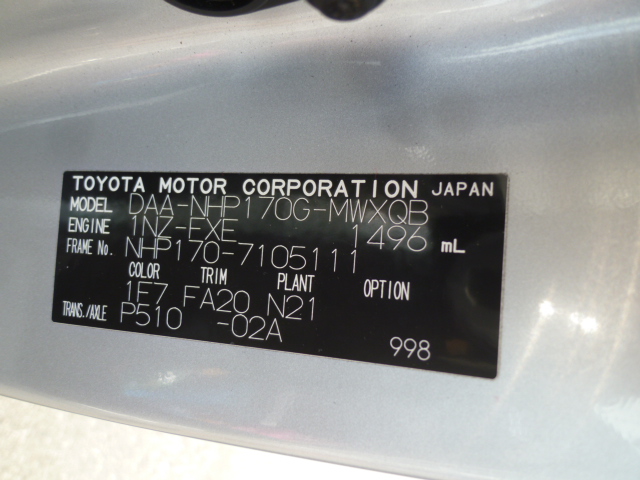 TOYOTA MOTOR CORPORATION JAPAN
MODEL DAA-NHP170G-MWXQB
ENGINE 1NZ-FXE 1496 mL
FRAME No. NHP170-7105111
COLOR TRIM PLANT OPTION
1F7 FA20 N21
TRANS./AXLE P510 -02A
998